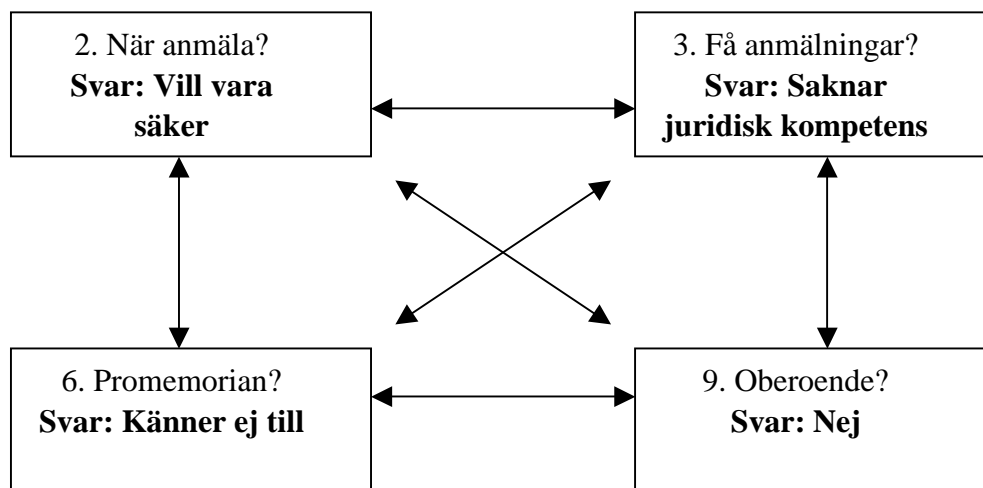 2. När anmäla?
Svar: Vill vara
säker
3. Få anmälningar?
Svar: Saknar
juridisk kompetens
6. Promemorian?
Svar: Känner ej till
9. Oberoende?
Svar: Nej